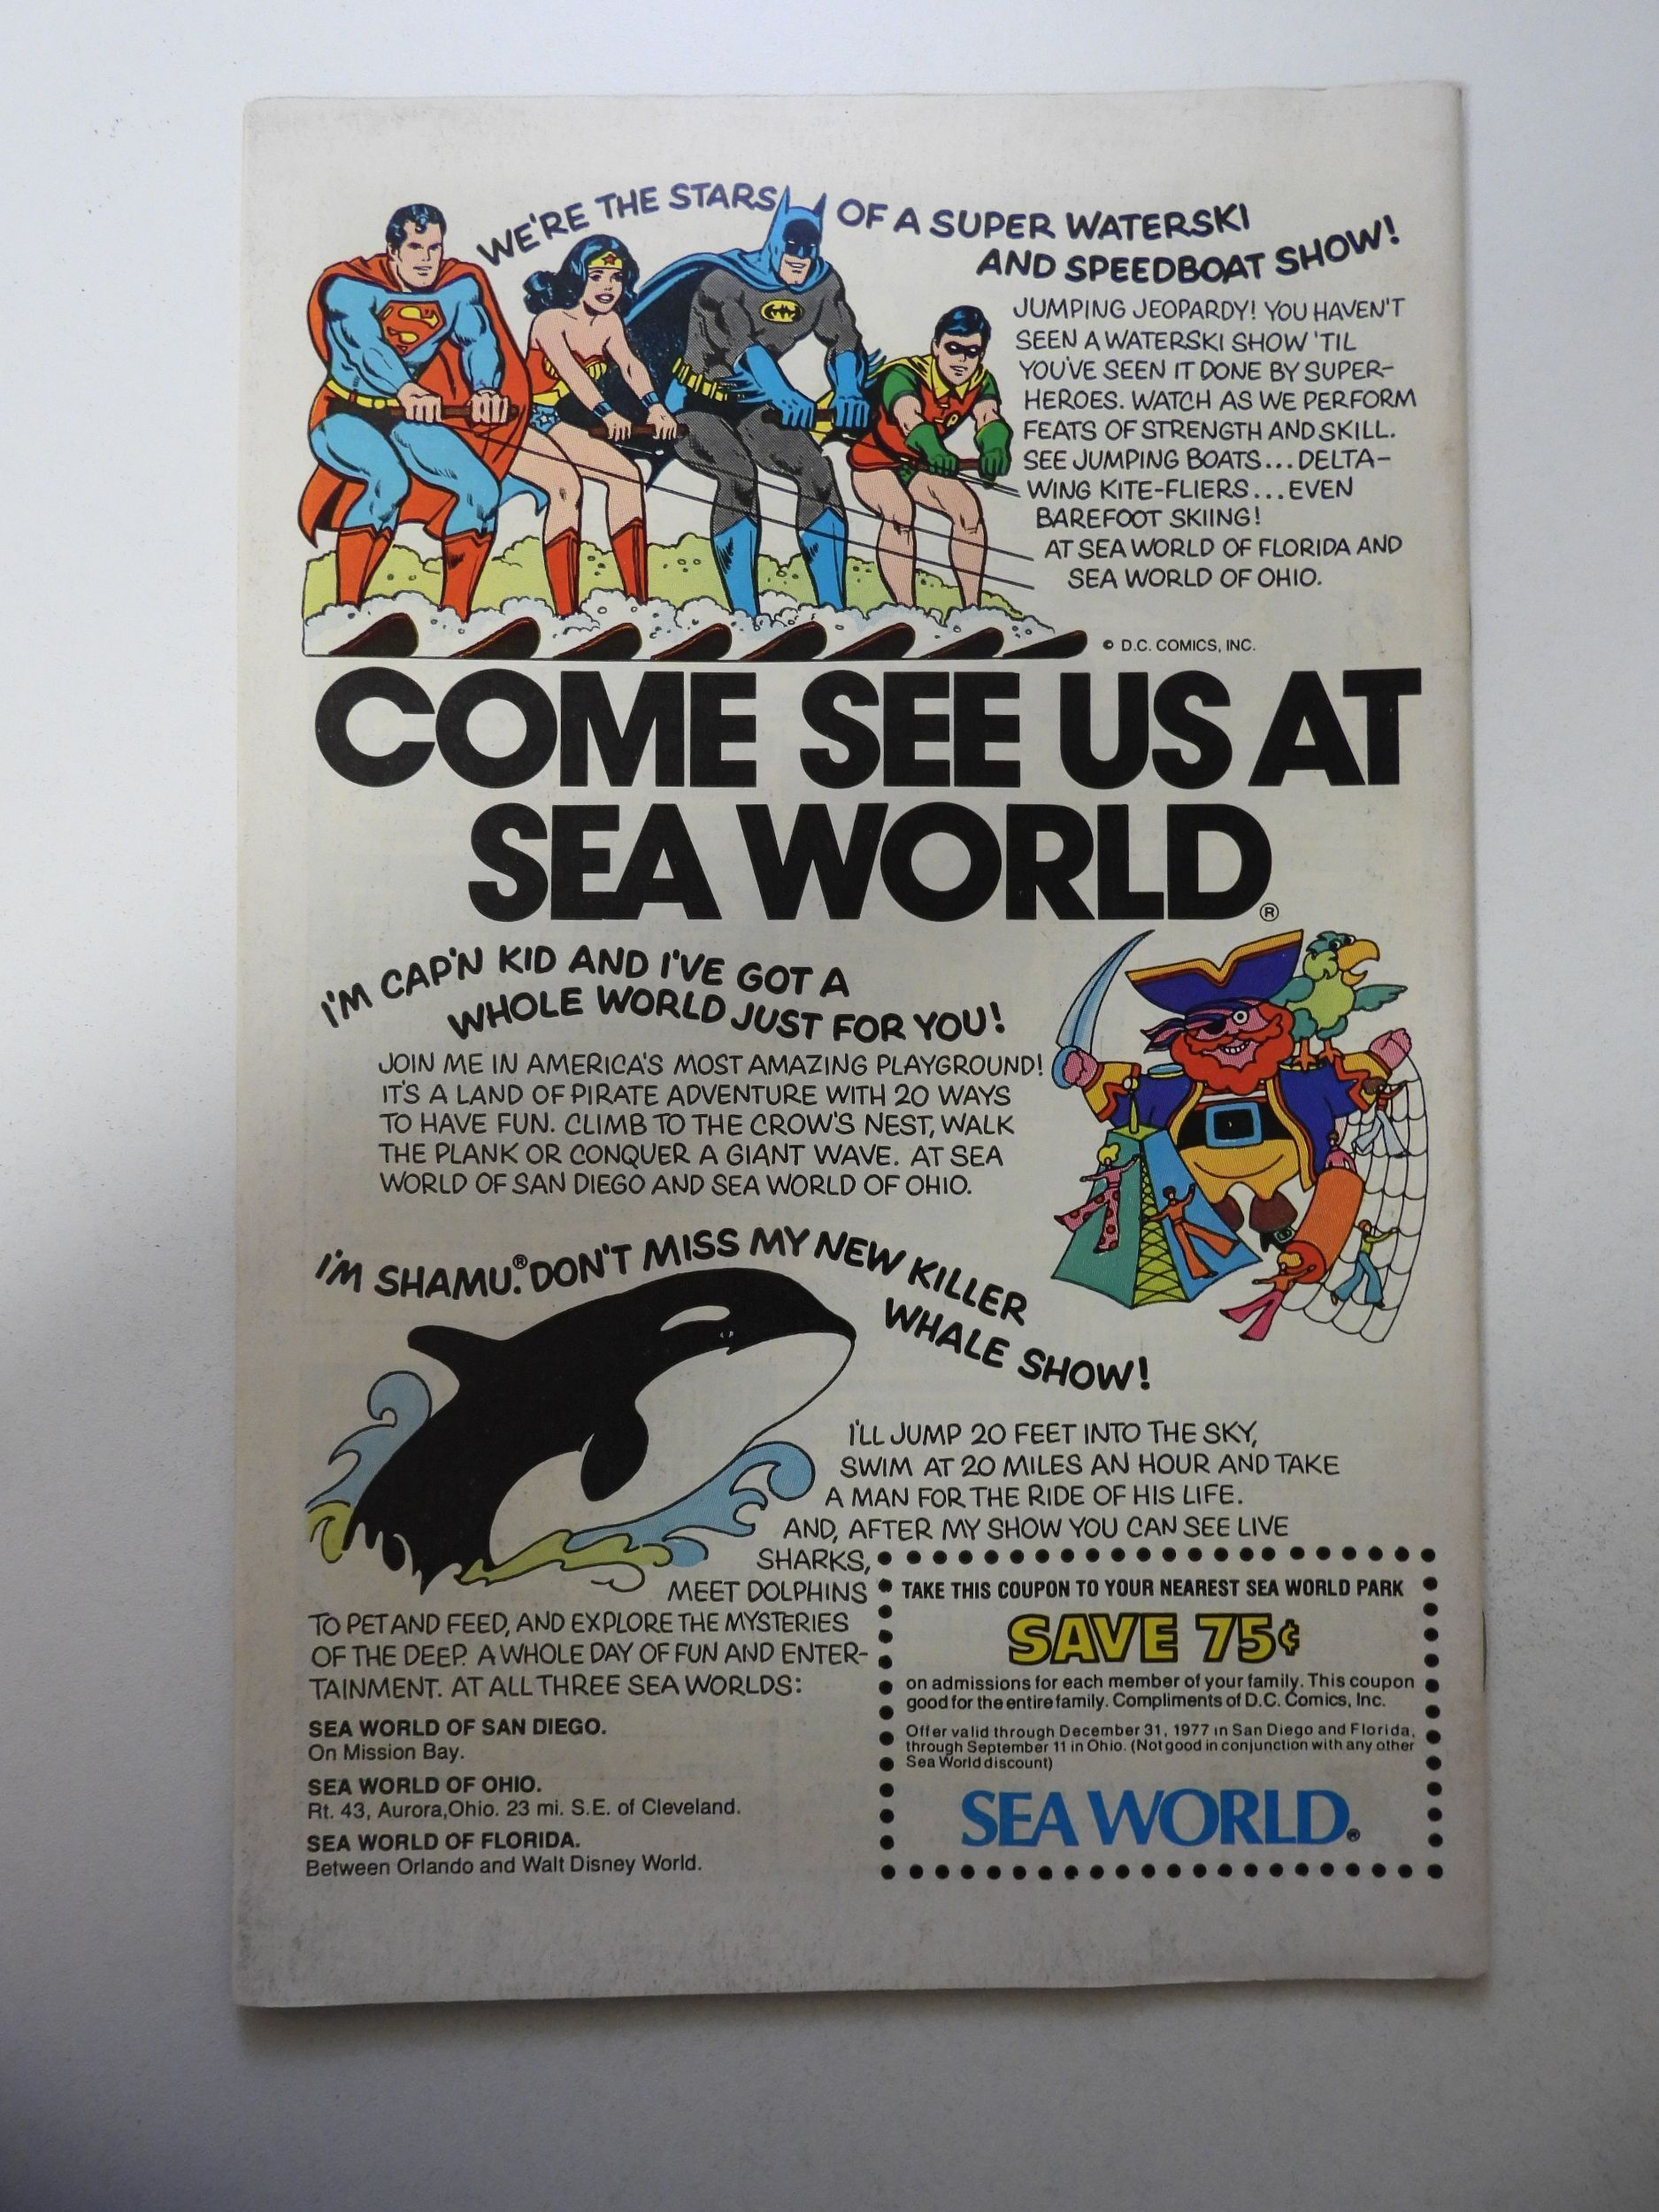 WE'RE THE STARS OF A SUPER WATERSKI
AND SPEEDBOAT SHOW!
JUMPING JEOPARDY! YOU HAVEN'T
SEEN A WATERSKI SHOW 'TIL
YOU'VE SEEN IT DONE BY SUPER-
HEROES. WATCH AS WE PERFORM
FEATS OF STRENGTH AND SKILL.
SEE JUMPING BOATS...DELTA-
WING KITE-FLIERS...EVEN
BAREFOOT SKIING!
AT SEA WORLD OF FLORIDA AND
SEA WORLD OF OHIO.
© D.C. COMICS, INC.
COME SEE US AT
SEA WORLD®
I'M CAP'N KID AND I'VE GOT A
WHOLE WORLD JUST FOR YOU!
JOIN ME IN AMERICA'S MOST AMAZING PLAYGROUND!
IT'S A LAND OF PIRATE ADVENTURE WITH 20 WAYS
TO HAVE FUN. CLIMB TO THE CROW'S NEST, WALK
THE PLANK OR CONQUER A GIANT WAVE. AT SEA
WORLD OF SAN DIEGO AND SEA WORLD OF OHIO.
I'M SHAMU.® DON'T MISS MY NEW KILLER
WHALE SHOW!
I'LL JUMP 20 FEET INTO THE SKY,
SWIM AT 20 MILES AN HOUR AND TAKE
A MAN FOR THE RIDE OF HIS LIFE.
AND, AFTER MY SHOW YOU CAN SEE LIVE
SHARKS,
MEET DOLPHINS
TO PET AND FEED, AND EXPLORE THE MYSTERIES
OF THE DEEP. A WHOLE DAY OF FUN AND ENTER-
TAINMENT. AT ALL THREE SEA WORLDS:
SEA WORLD OF SAN DIEGO.
On Mission Bay.
SEA WORLD OF OHIO.
Rt. 43, Aurora, Ohio. 23 mi. S.E. of Cleveland.
SEA WORLD OF FLORIDA.
Between Orlando and Walt Disney World.
TAKE THIS COUPON TO YOUR NEAREST SEA WORLD PARK
SAVE 75¢
on admissions for each member of your family. This coupon
good for the entire family. Compliments of D.C. Comics, Inc.
Offer valid through December 31, 1977 in San Diego and Florida,
through September 11 in Ohio. (Not good in conjunction with any other
Sea World discount)
SEA WORLD®